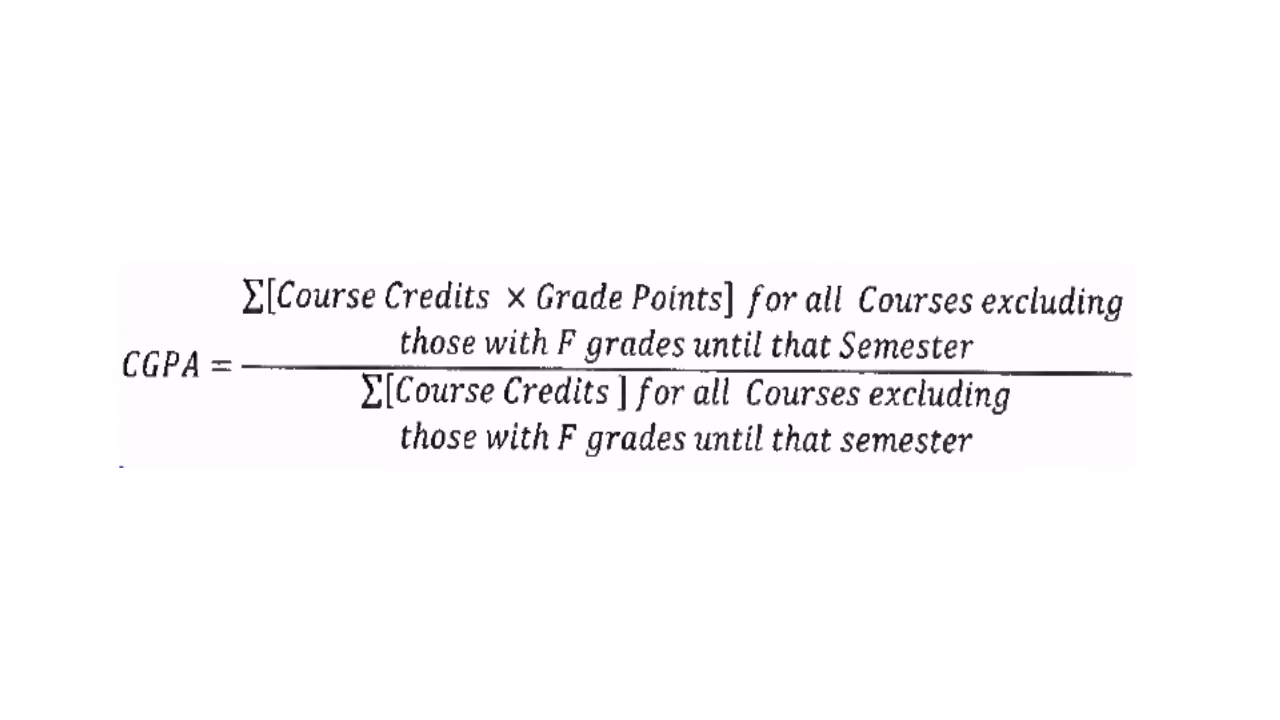 ∑[Course Credits × Grade Points] for all Courses excluding
those with F grades until that Semester
CGPA =
∑[Course Credits ] for all Courses excluding
those with F grades until that semester